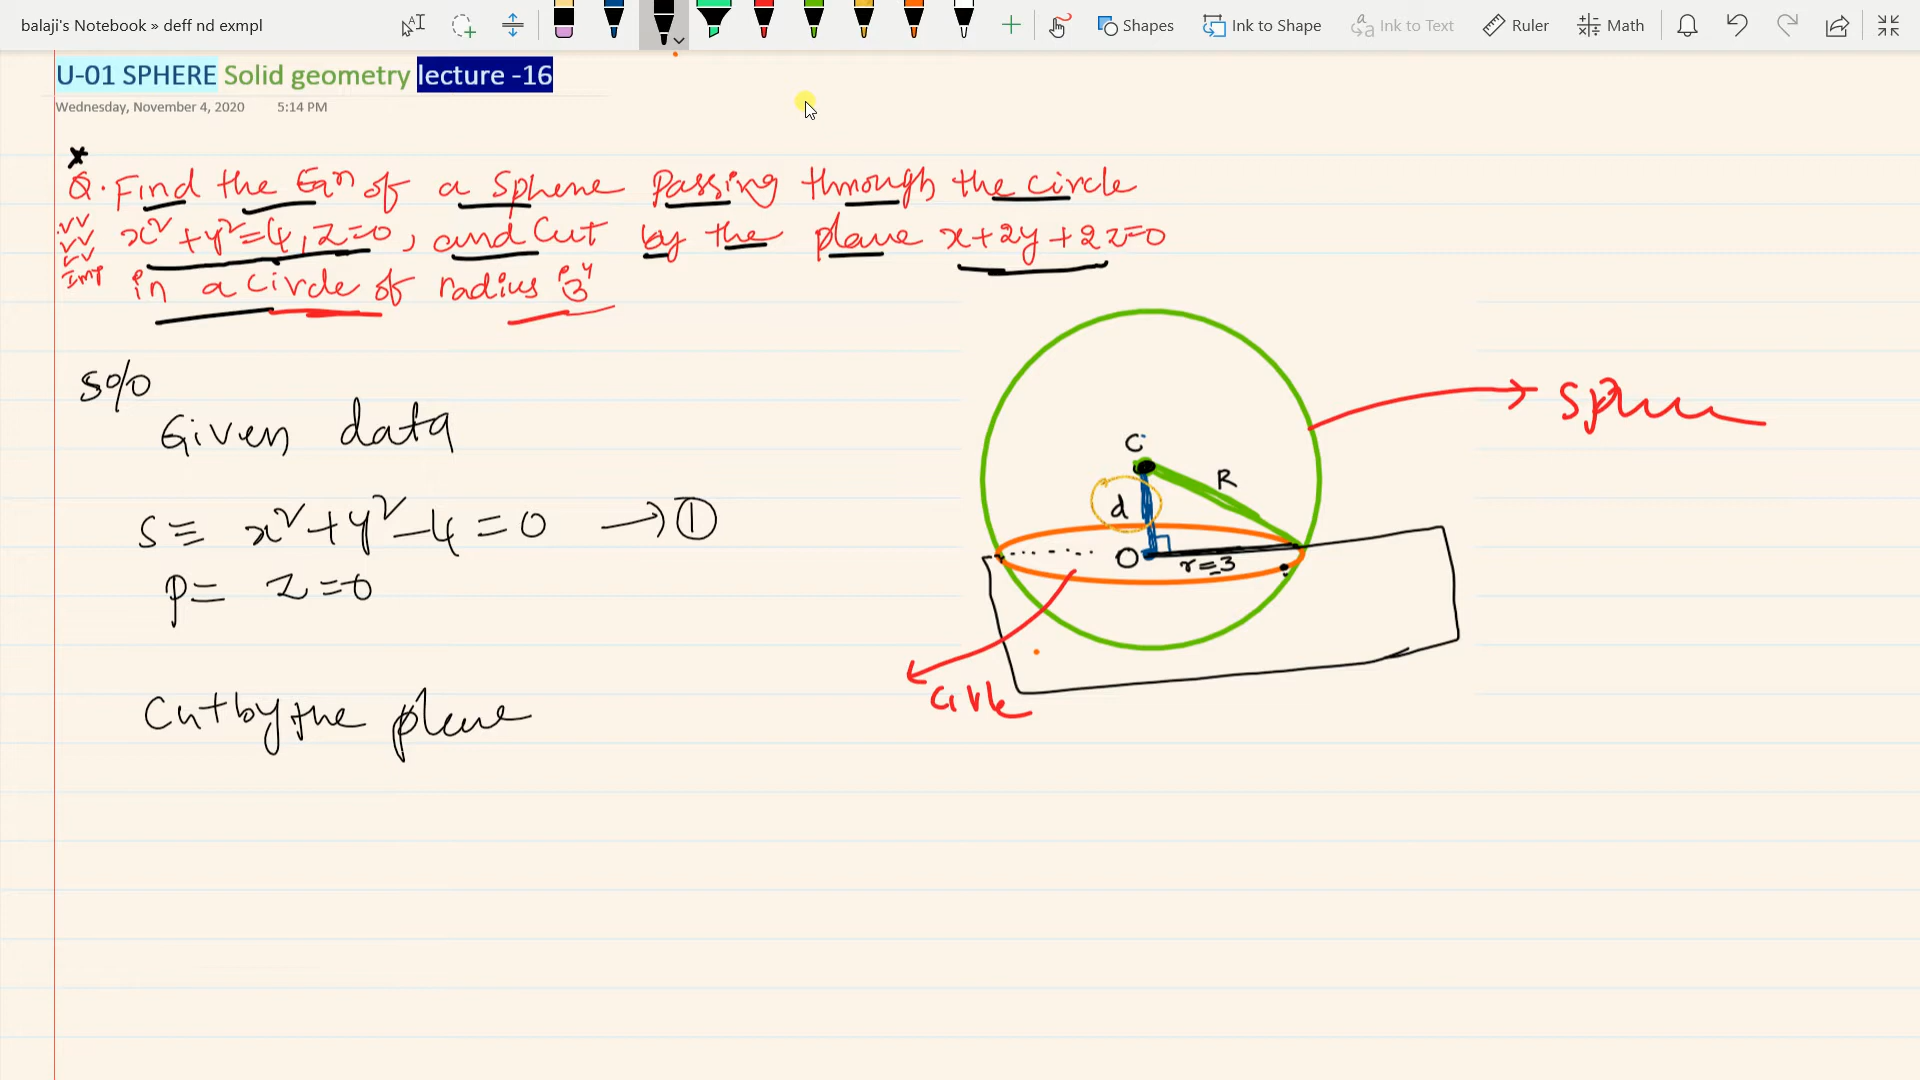 balaji's Notebook » deff nd exmpl
Shapes
Ink to Shape
Ink to Text
Ruler
Math
U-01 SPHERE Solid geometry lecture -16
Wednesday, November 4, 2020 5:14 PM
Q. Find the Eqn of a sphere passing through the circle
x²+y²=4, z=0, and cut by the plane x+2y+2z=0
Imp
in a circle of radius '3'
Sol
Given data
S≡ x²+y²-4=0 →①
P= z=0
Cut by the plane
C
R
d
O
r=3
Sphere
Circle